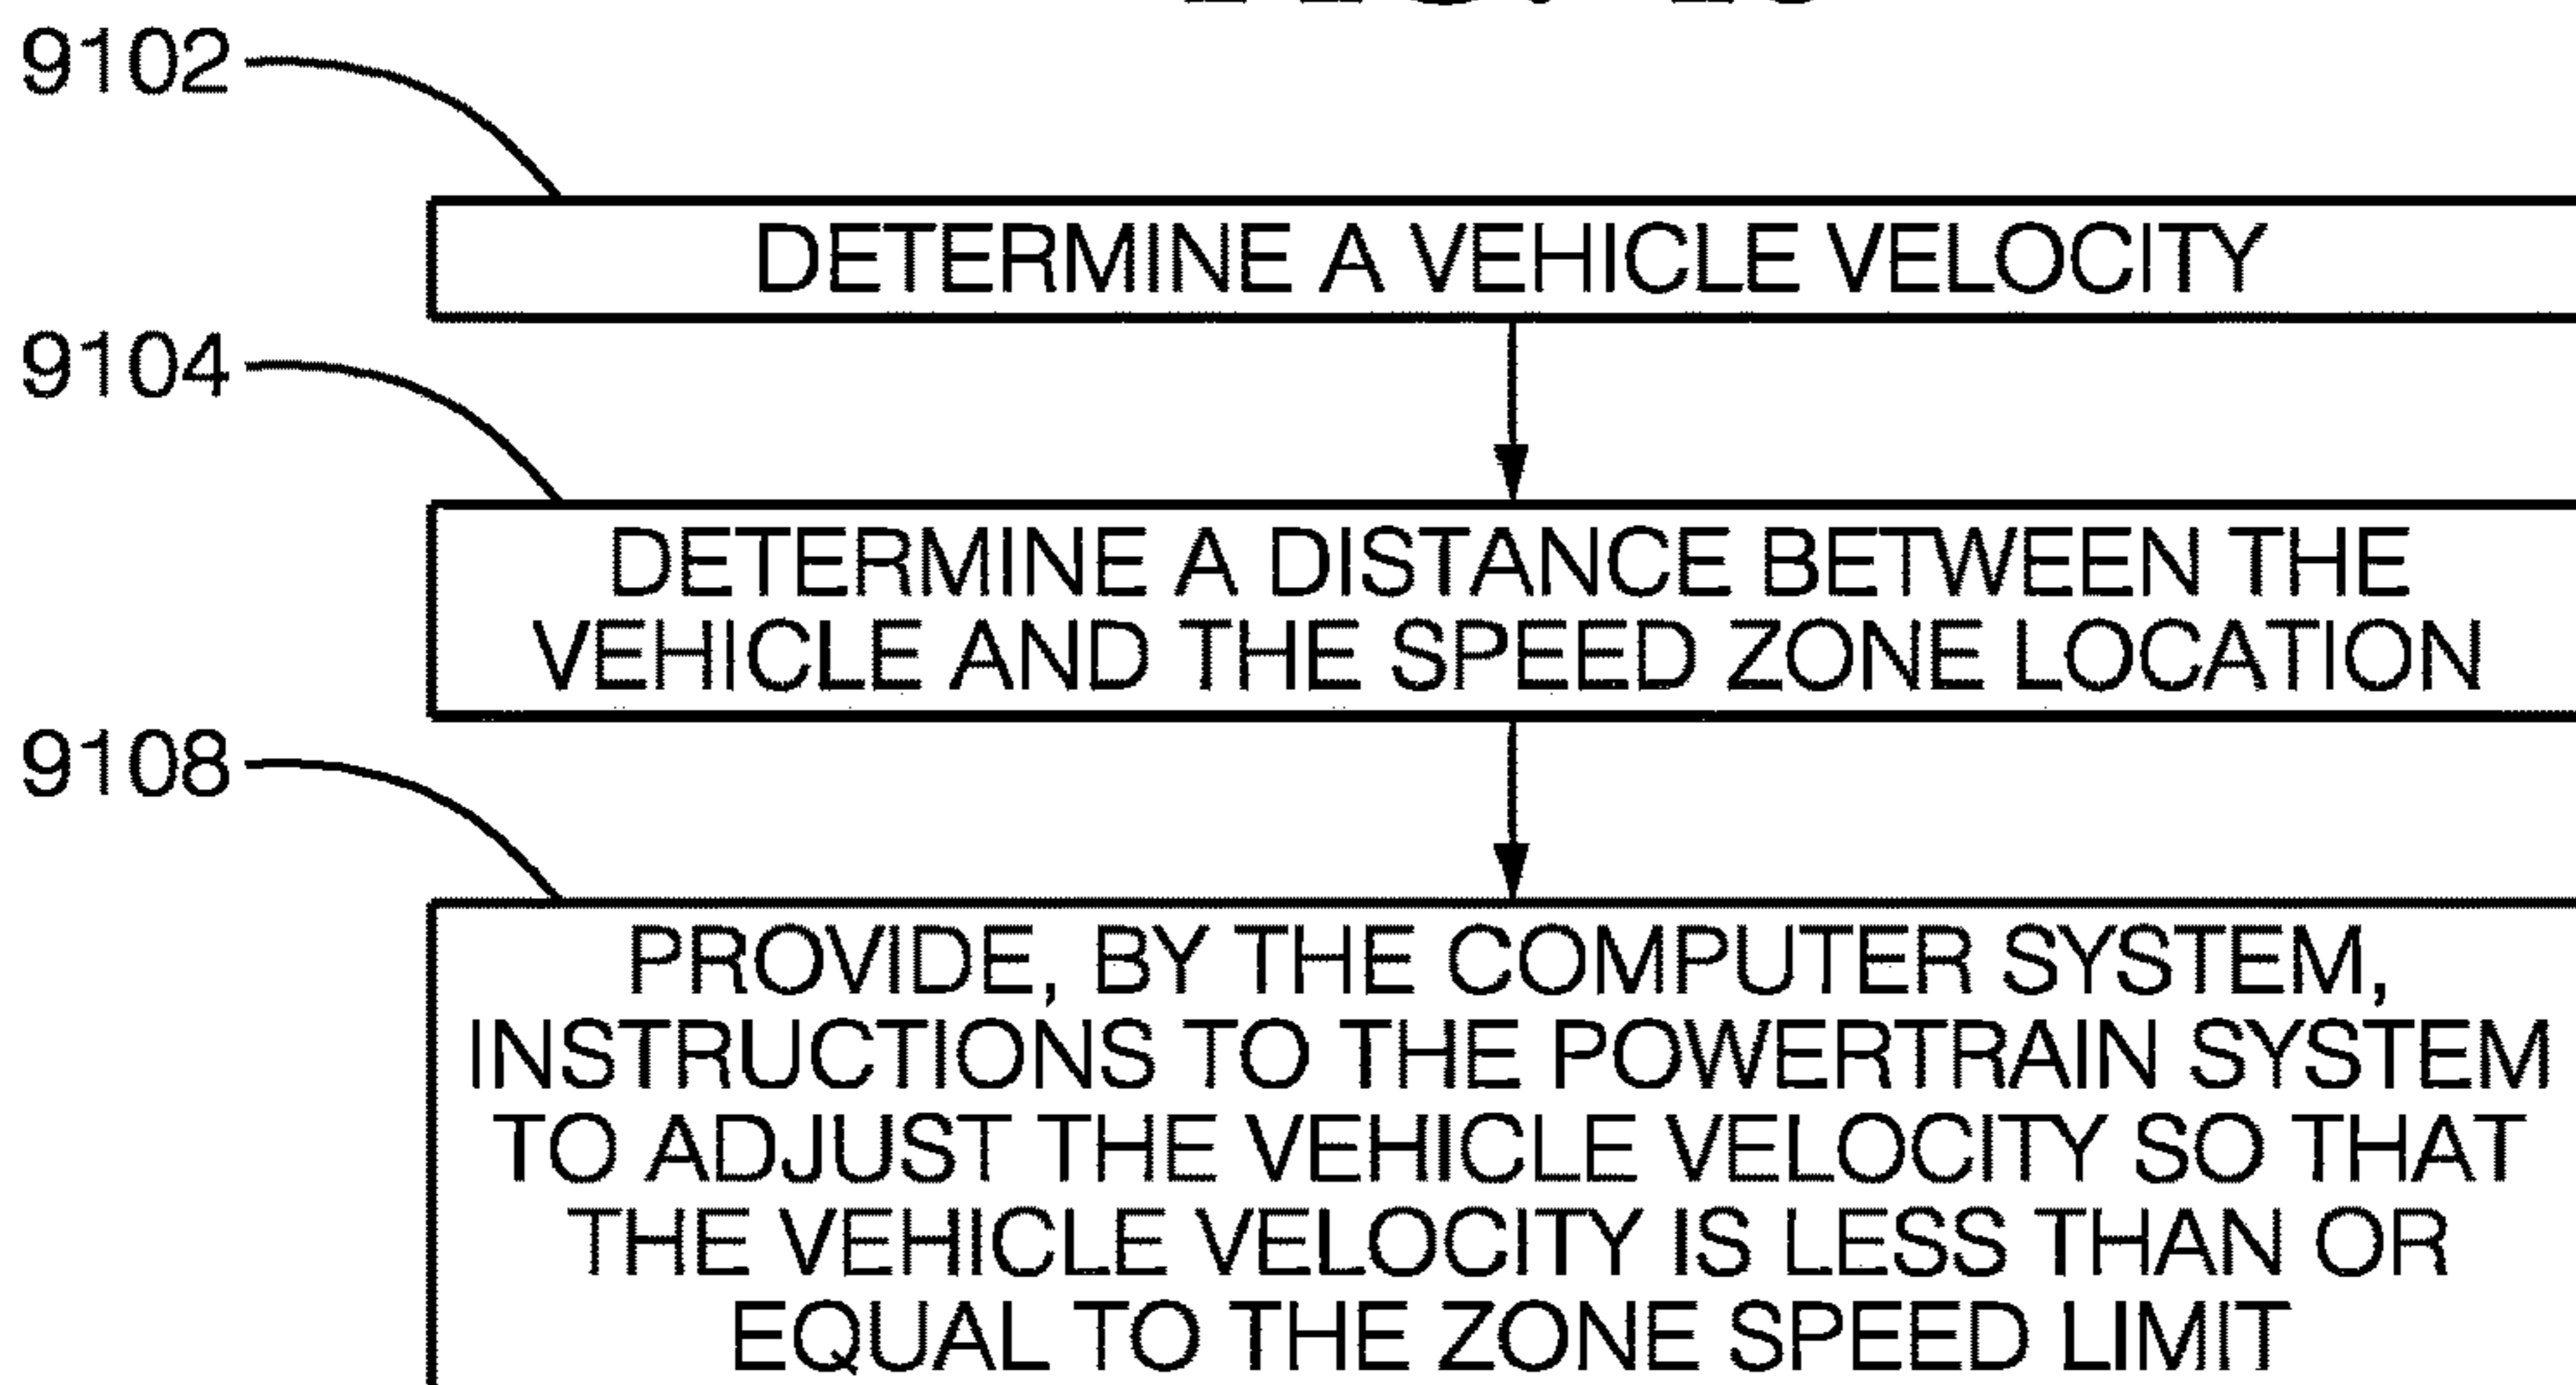 9102
DETERMINE A VEHICLE VELOCITY
9104
DETERMINE A DISTANCE BETWEEN THE
VEHICLE AND THE SPEED ZONE LOCATION
9108
PROVIDE, BY THE COMPUTER SYSTEM,
INSTRUCTIONS TO THE POWERTRAIN SYSTEM
TO ADJUST THE VEHICLE VELOCITY SO THAT
THE VEHICLE VELOCITY IS LESS THAN OR
EQUAL TO THE ZONE SPEED LIMIT